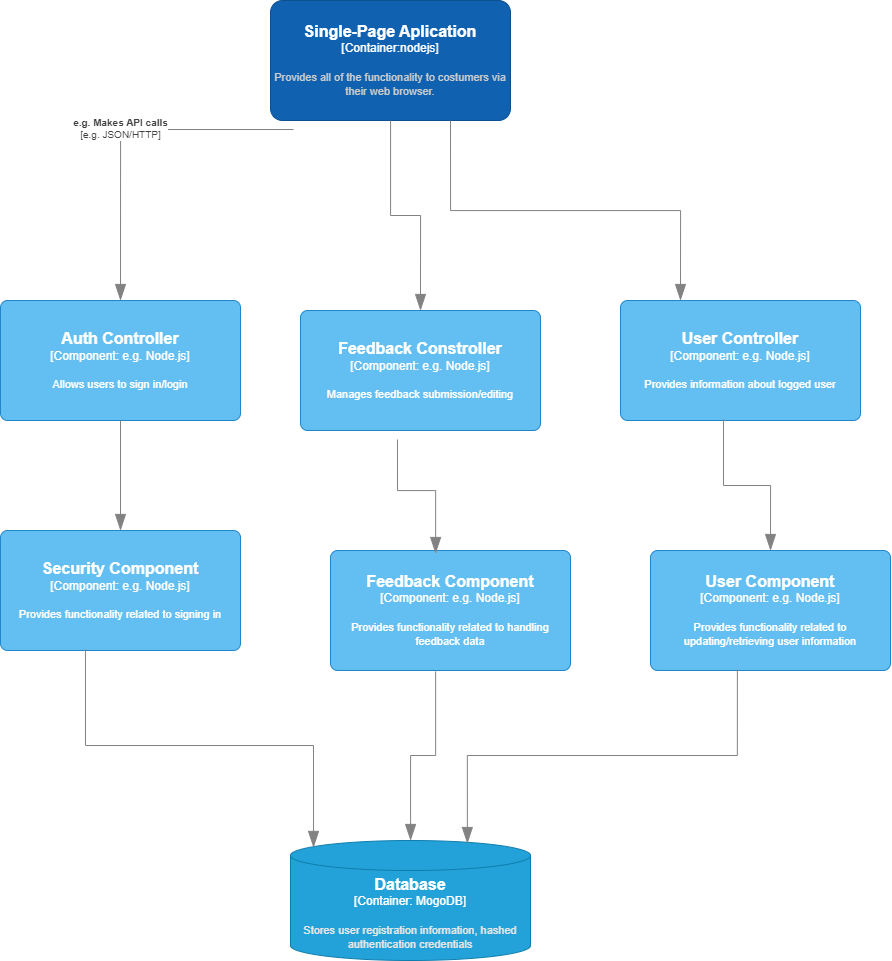 Single-Page Aplication
[Container:nodejs]
Provides all of the functionality to costumers via
their web browser.
e.g. Makes API calls
[e.g. JSON/HTTP]
Auth Controller
[Component: e.g. Node.js]
Allows users to sign in/login
Feedback Constroller
[Component: e.g. Node.js]
Manages feedback submission/editing
User Controller
[Component: e.g. Node.js]
Provides information about logged user
Security Component
[Component: e.g. Node.js]
Provides functionality related to signing in
Feedback Component
[Component: e.g. Node.js]
Provides functionality related to handling
feedback data
User Component
[Component: e.g. Node.js]
Provides functionality related to
updating/retrieving user information
Database
[Container: MogoDB]
Stores user registration information, hashed
authentication credentials